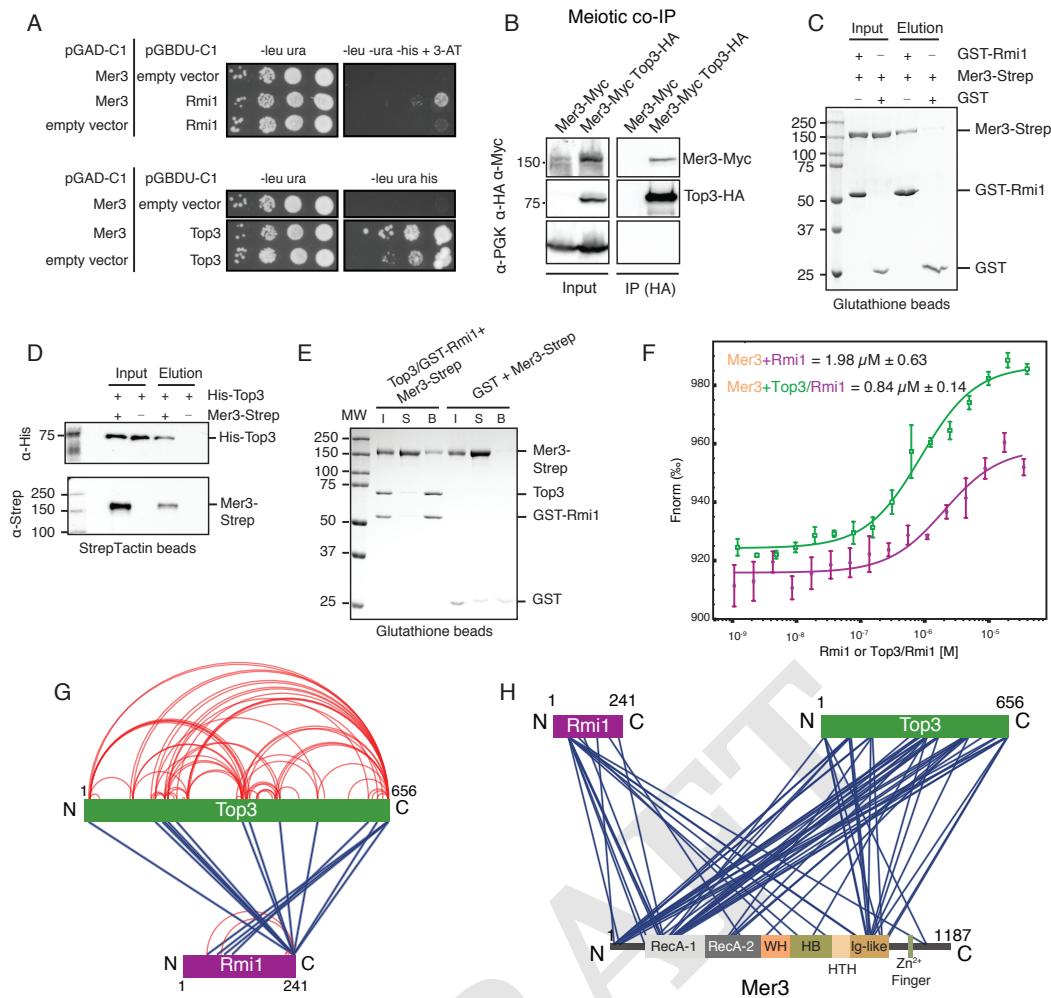 A
pGAD-C1 pGBDU-C1 -leu ura -leu -ura -his + 3-AT
Mer3 empty vector
Mer3 Rmi1
empty vector Rmi1
pGAD-C1 pGBDU-C1 -leu ura -leu ura his
Mer3 empty vector
Mer3 Top3
empty vector Top3
B
Meiotic co-IP
Mer3-Myc
Mer3-Myc Top3-HA
Mer3-Myc
Mer3-Myc Top3-HA
α-Myc
150
Mer3-Myc
α-HA
75
Top3-HA
α-PGK
Input IP (HA)
C
Input Elution
+ − + − GST-Rmi1
+ + + + Mer3-Strep
− + − + GST
250
150
100
75
50
37
25
Mer3-Strep
GST-Rmi1
GST
Glutathione beads
D
Input Elution
+ + + + His-Top3
+ − + − Mer3-Strep
α-His
75
His-Top3
α-Strep
250
150
100
Mer3-
Strep
StrepTactin beads
E
Top3/GST-Rmi1+
Mer3-Strep
GST + Mer3-Strep
MW I S B I S B
250
150
100
75
50
37
25
Mer3-
Strep
Top3
GST-Rmi1
GST
Glutathione beads
F
Mer3+Rmi1 = 1.98 µM ± 0.63
Mer3+Top3/Rmi1 = 0.84 µM ± 0.14
Fnorm (‰)
980
960
940
920
900
10⁻⁹ 10⁻⁸ 10⁻⁷ 10⁻⁶ 10⁻⁵
Rmi1 or Top3/Rmi1 [M]
G
1 656
N Top3 C
N Rmi1 C
1 241
H
1 241 1 656
N Rmi1 C N Top3 C
1 1187
N RecA-1 RecA-2 WH HB Ig-like C
HTH
Zn²⁺
Finger
Mer3
DRAFT